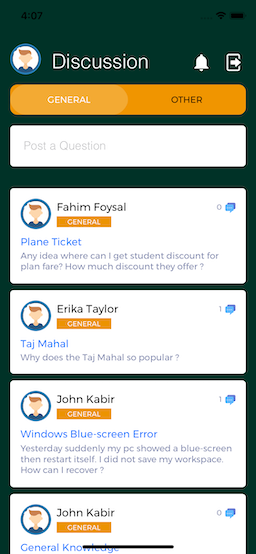 4:07
Discussion
GENERAL
OTHER
Post a Question
Fahim Foysal
0
GENERAL
Plane Ticket
Any idea where can I get student discount for
plan fare? How much discount they offer ?
Erika Taylor
1
GENERAL
Taj Mahal
Why does the Taj Mahal so popular ?
John Kabir
1
GENERAL
Windows Blue-screen Error
Yesterday suddenly my pc showed a blue-screen
then restart itself. I did not save my workspace.
How can I recover ?
John Kabir
0
GENERAL
General Knowledge